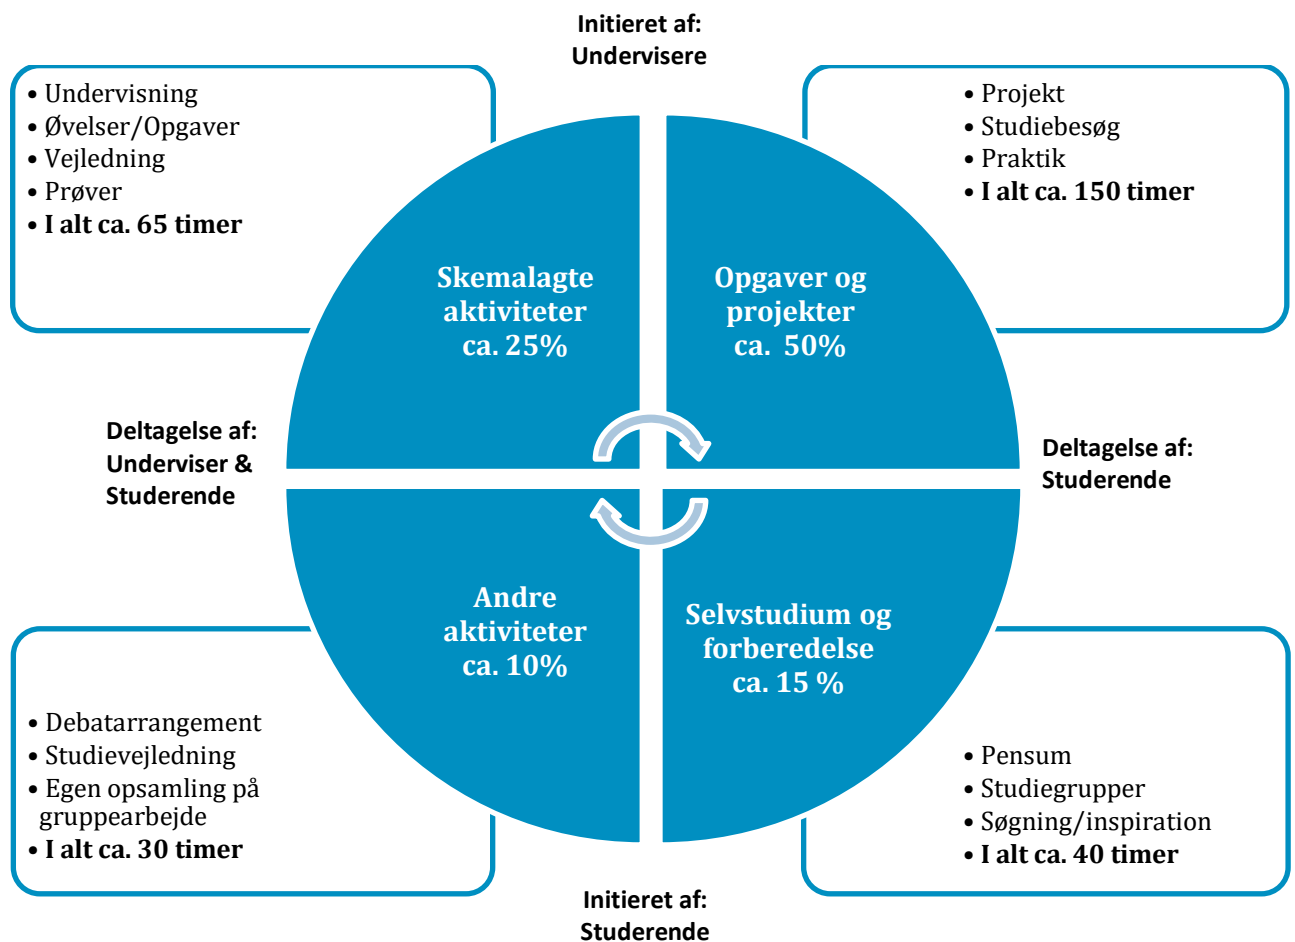 Initieret af:
Undervisere
• Undervisning
• Øvelser/Opgaver
• Vejledning
• Prøver
• I alt ca. 65 timer
• Projekt
• Studiebesøg
• Praktik
• I alt ca. 150 timer
Skemalagte
aktiviteter
ca. 25%
Opgaver og
projekter
ca. 50%
Deltagelse af:
Underviser &
Studerende
Deltagelse af:
Studerende
Andre
aktiviteter
ca. 10%
Selvstudium og
forberedelse
ca. 15 %
• Debatarrangement
• Studievejledning
• Egen opsamling på
gruppearbejde
• I alt ca. 30 timer
• Pensum
• Studiegrupper
• Søgning/inspiration
• I alt ca. 40 timer
Initieret af:
Studerende